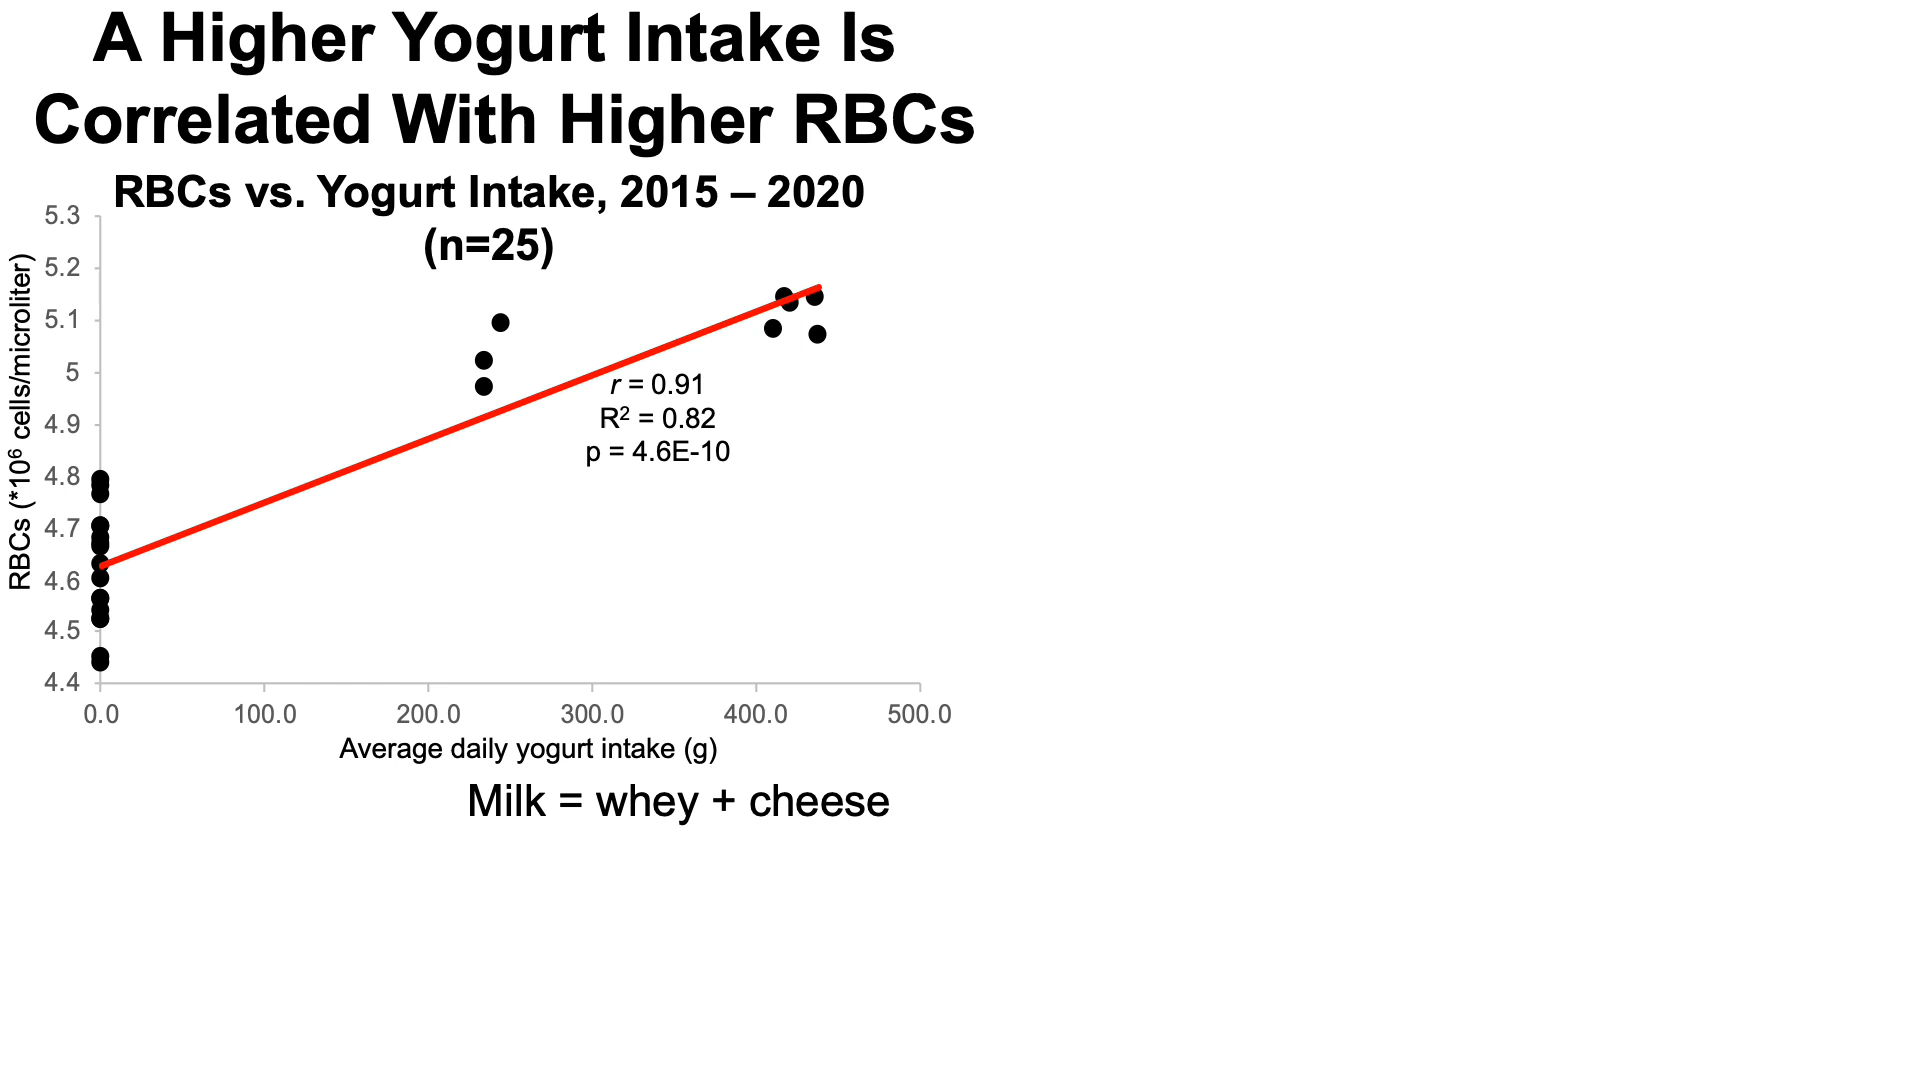 A Higher Yogurt Intake Is
Correlated With Higher RBCs
RBCs vs. Yogurt Intake, 2015 – 2020
(n=25)
RBCs (*10⁶ cells/microliter)
5.3
5.2
5.1
5
4.9
4.8
4.7
4.6
4.5
4.4
r = 0.91
R² = 0.82
p = 4.6E-10
0.0 100.0 200.0 300.0 400.0 500.0
Average daily yogurt intake (g)
Milk = whey + cheese